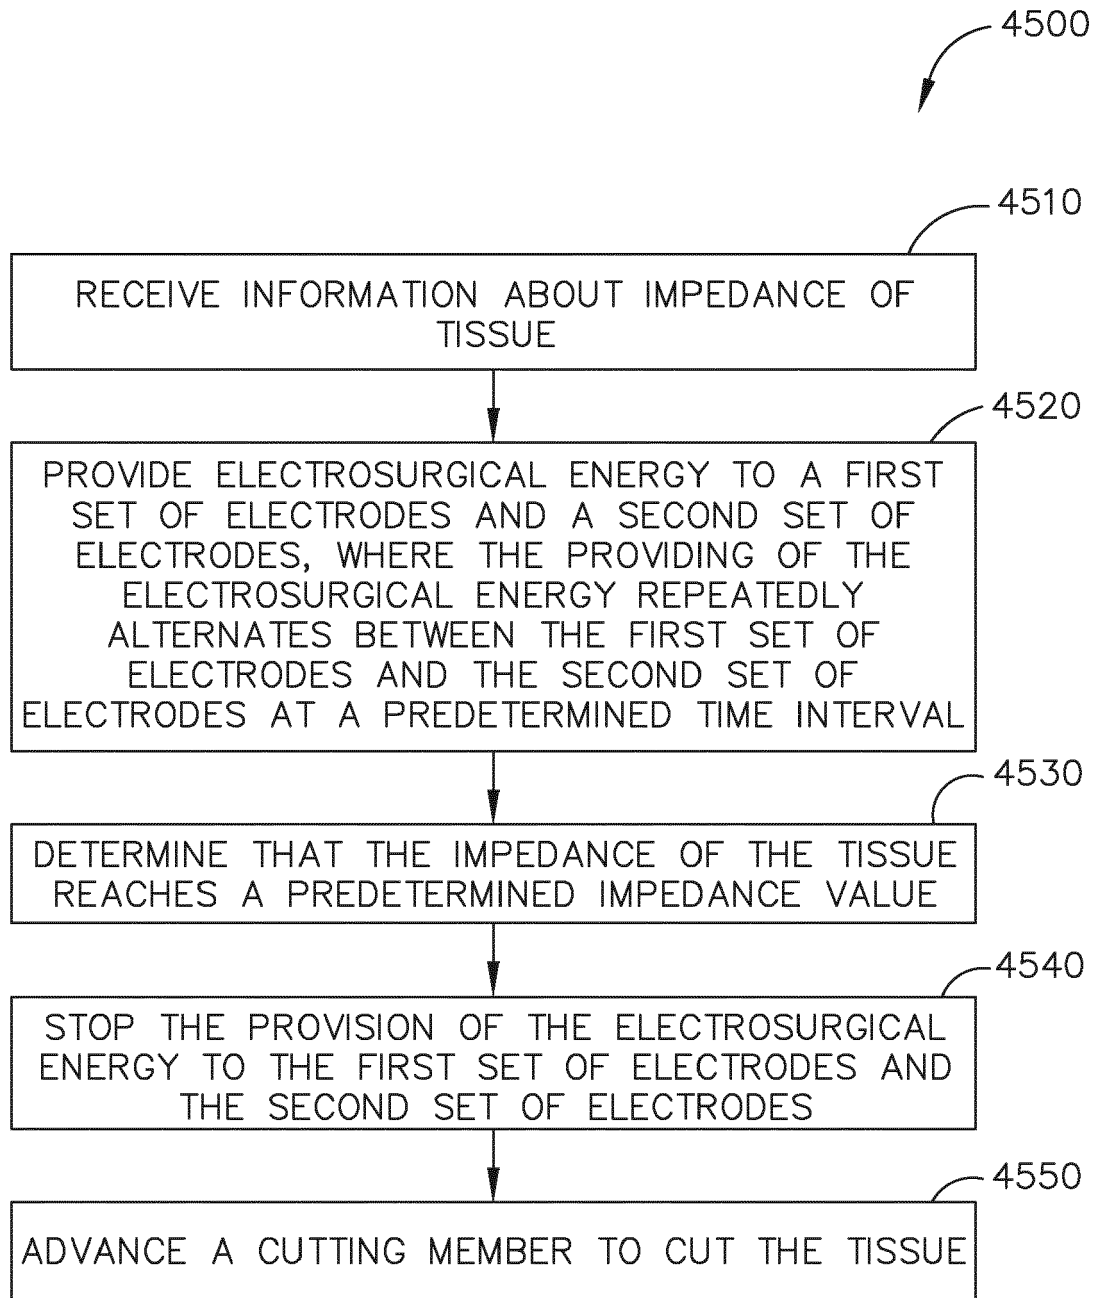 4500
4510
RECEIVE INFORMATION ABOUT IMPEDANCE OF
TISSUE
4520
PROVIDE ELECTROSURGICAL ENERGY TO A FIRST
SET OF ELECTRODES AND A SECOND SET OF
ELECTRODES, WHERE THE PROVIDING OF THE
ELECTROSURGICAL ENERGY REPEATEDLY
ALTERNATES BETWEEN THE FIRST SET OF
ELECTRODES AND THE SECOND SET OF
ELECTRODES AT A PREDETERMINED TIME INTERVAL
4530
DETERMINE THAT THE IMPEDANCE OF THE TISSUE
REACHES A PREDETERMINED IMPEDANCE VALUE
4540
STOP THE PROVISION OF THE ELECTROSURGICAL
ENERGY TO THE FIRST SET OF ELECTRODES AND
THE SECOND SET OF ELECTRODES
4550
ADVANCE A CUTTING MEMBER TO CUT THE TISSUE